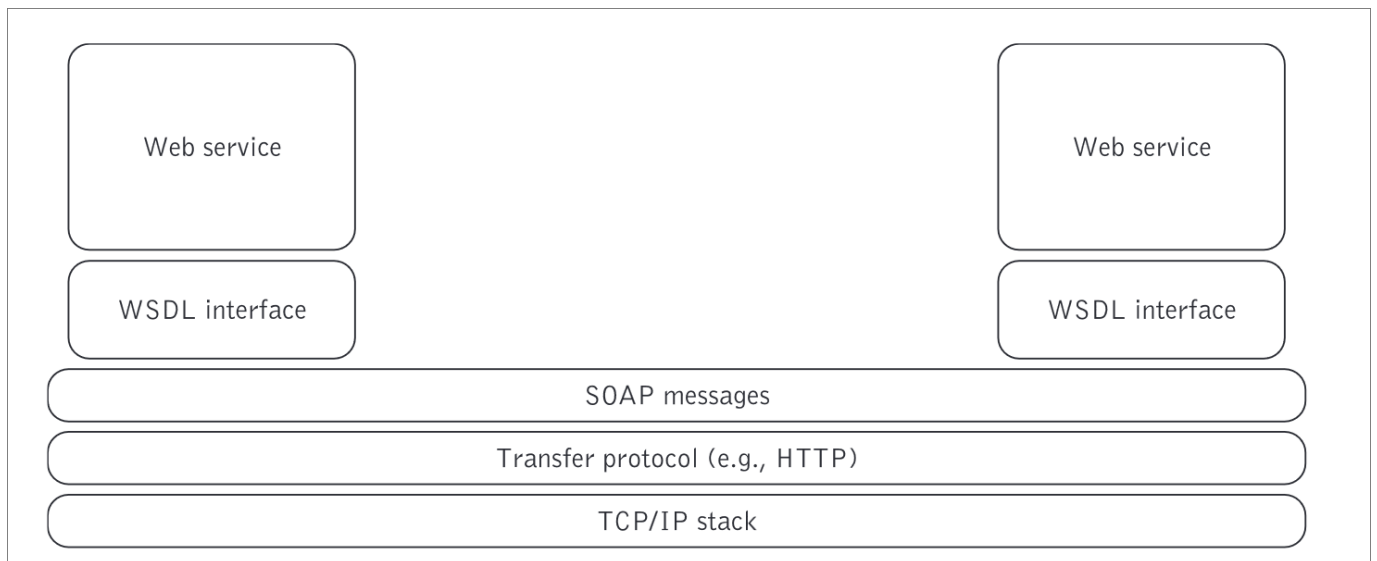 Web service
Web service
WSDL interface
WSDL interface
SOAP messages
Transfer protocol (e.g., HTTP)
TCP/IP stack